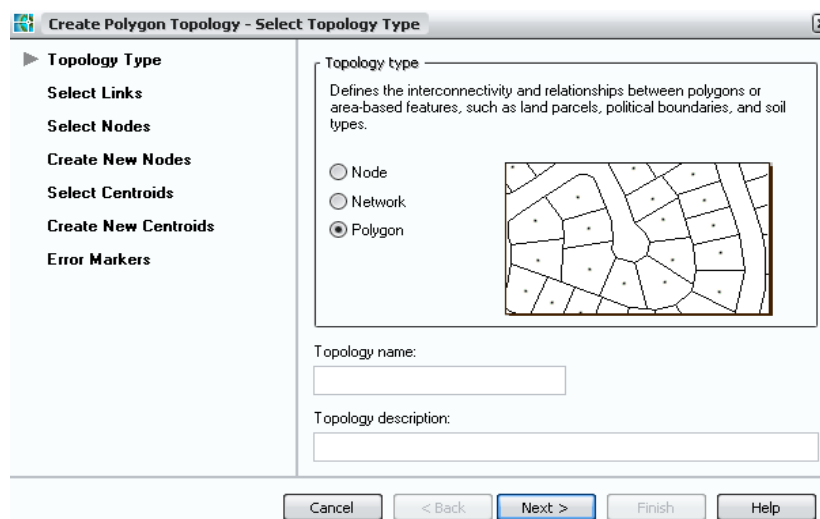 Create Polygon Topology - Select Topology Type
Topology Type
Select Links
Select Nodes
Create New Nodes
Select Centroids
Create New Centroids
Error Markers
Topology type
Defines the interconnectivity and relationships between polygons or
area-based features, such as land parcels, political boundaries, and soil
types.
Node
Network
Polygon
Topology name:
Topology description:
Cancel
< Back
Next >
Finish
Help